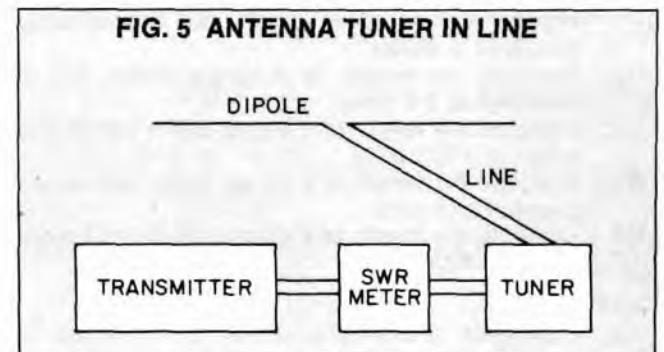 FIG. 5 ANTENNA TUNER IN LINE
DIPOLE
LINE
TRANSMITTER
SWR
METER
TUNER